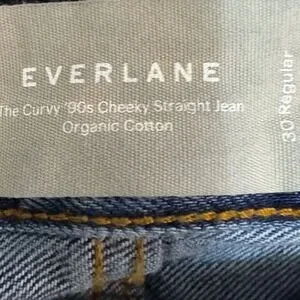 EVERLANE
The Curvy '90s Cheeky Straight Jean
Organic Cotton
30 Regular